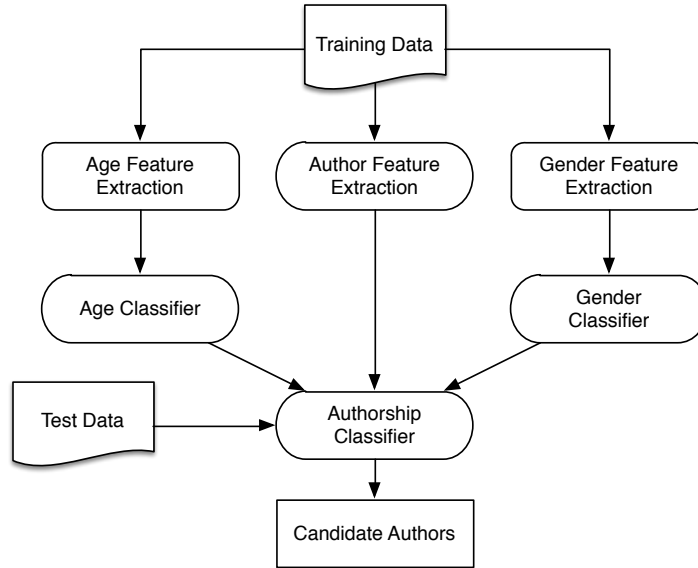 Training Data
Age Feature
Extraction
Author Feature
Extraction
Gender Feature
Extraction
Age Classifier
Gender
Classifier
Test Data
Authorship
Classifier
Candidate Authors